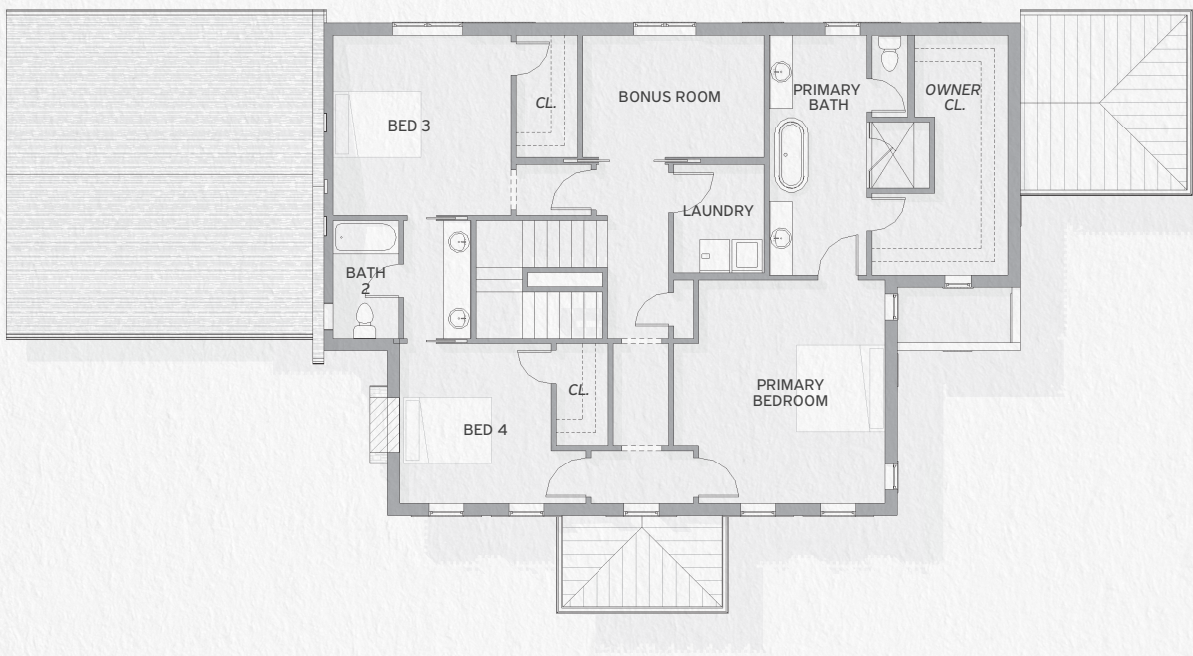 BED 3
CL.
BONUS ROOM
PRIMARY
BATH
OWNER
CL.
LAUNDRY
BATH
2
BED 4
CL.
PRIMARY
BEDROOM